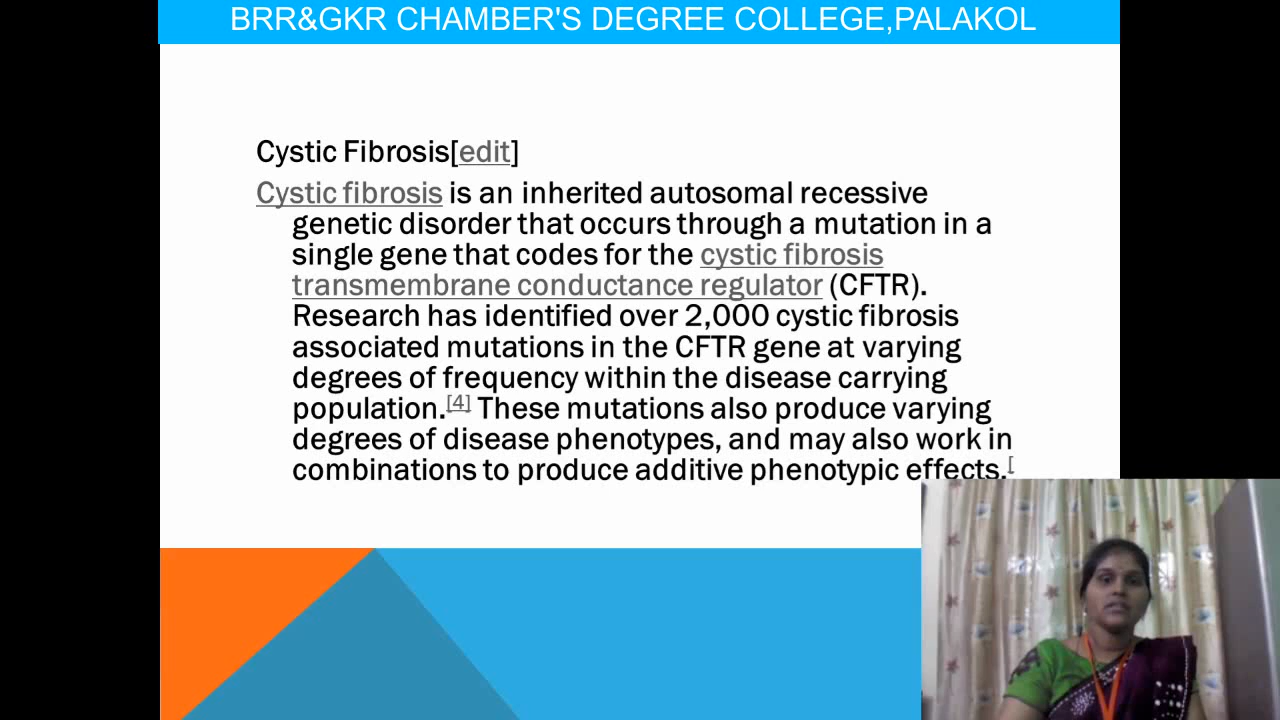 BRR&GKR CHAMBER'S DEGREE COLLEGE,PALAKOL
Cystic Fibrosis[edit]
Cystic fibrosis is an inherited autosomal recessive
genetic disorder that occurs through a mutation in a
single gene that codes for the cystic fibrosis
transmembrane conductance regulator (CFTR).
Research has identified over 2,000 cystic fibrosis
associated mutations in the CFTR gene at varying
degrees of frequency within the disease carrying
population.[4] These mutations also produce varying
degrees of disease phenotypes, and may also work in
combinations to produce additive phenotypic effects.[